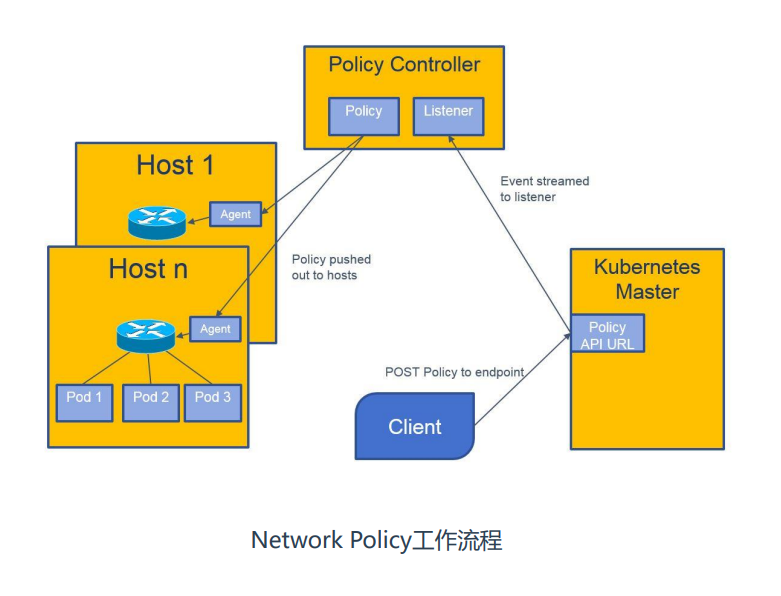 Policy Controller
Policy
Listener
Host 1
Agent
Event streamed
to listener
Policy pushed
out to hosts
Host n
Agent
Pod 1
Pod 2
Pod 3
Kubernetes
Master
Policy
API URL
POST Policy to endpoint
Client
Network Policy工作流程